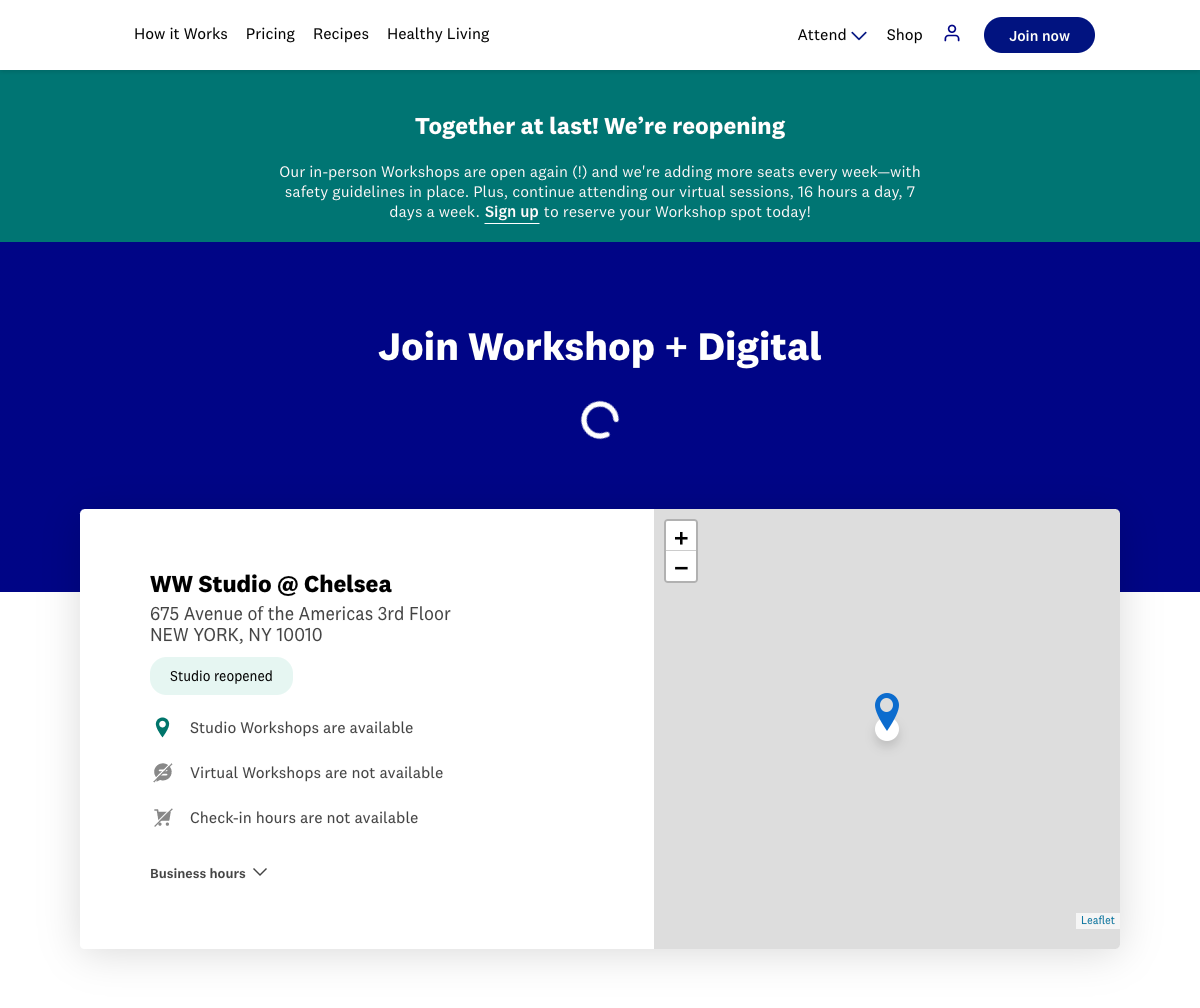 How it Works Pricing Recipes Healthy Living Attend Shop Join now
Together at last! We’re reopening
Our in-person Workshops are open again (!) and we're adding more seats every week—with
safety guidelines in place. Plus, continue attending our virtual sessions, 16 hours a day, 7
days a week. Sign up to reserve your Workshop spot today!
Join Workshop + Digital
WW Studio @ Chelsea
675 Avenue of the Americas 3rd Floor
NEW YORK, NY 10010
Studio reopened
Studio Workshops are available
Virtual Workshops are not available
Check-in hours are not available
Business hours
+
−
Leaflet